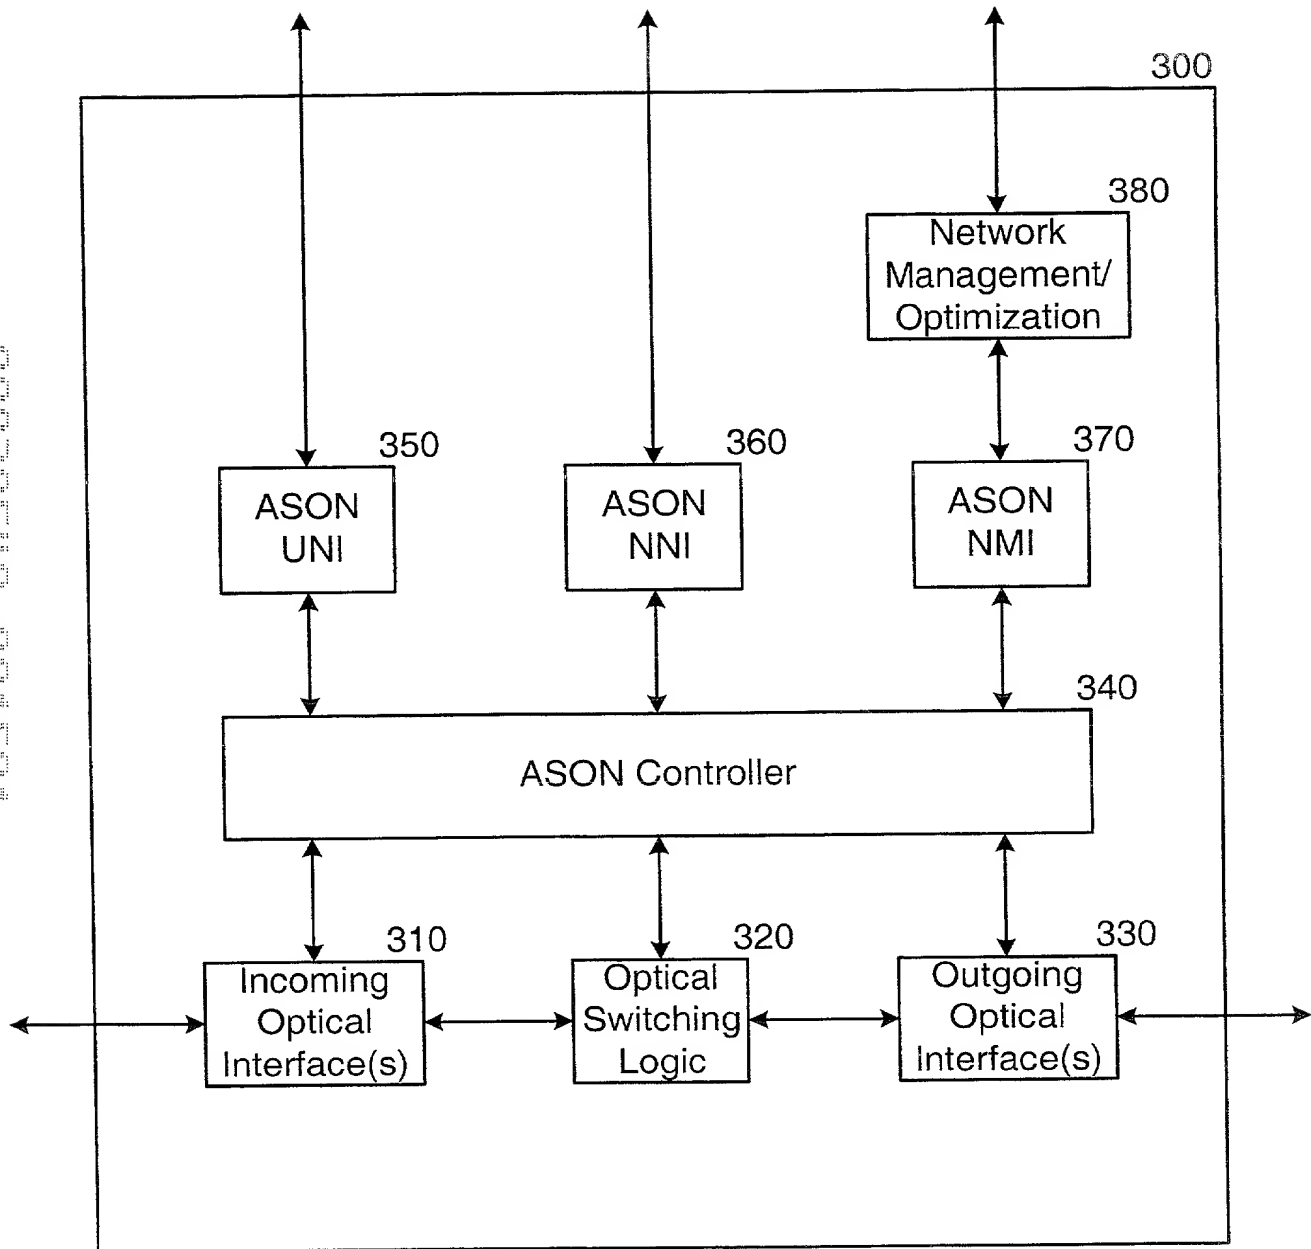 300
380
Network
Management/
Optimization
350
ASON
UNI
360
ASON
NNI
370
ASON
NMI
340
ASON Controller
310
Incoming
Optical
Interface(s)
320
Optical
Switching
Logic
330
Outgoing
Optical
Interface(s)